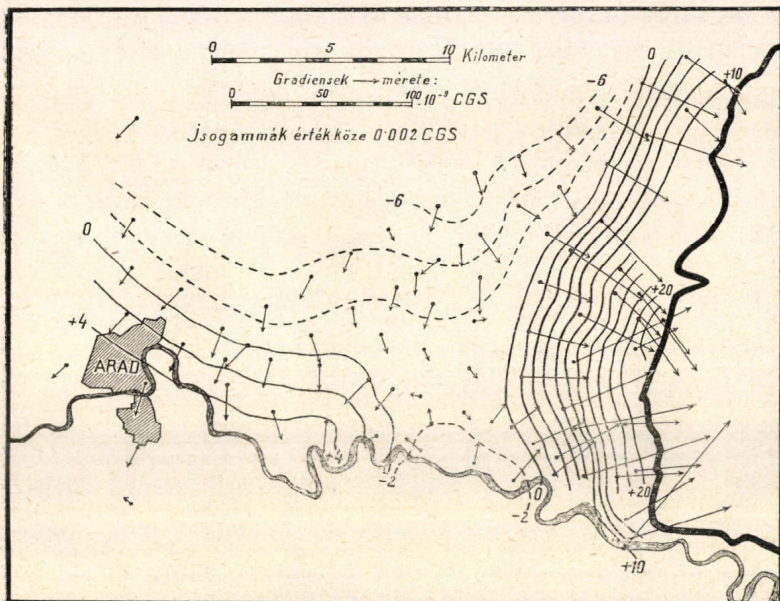 0 5 10 Kilometer
Gradiensek → mérete:
0 50 100 .10⁻⁹ CGS
Jsogammák értékköze 0·002 CGS
-6
0
+10
-6
0
+4
ARAD
+20
-2
0
-2
+20
+10